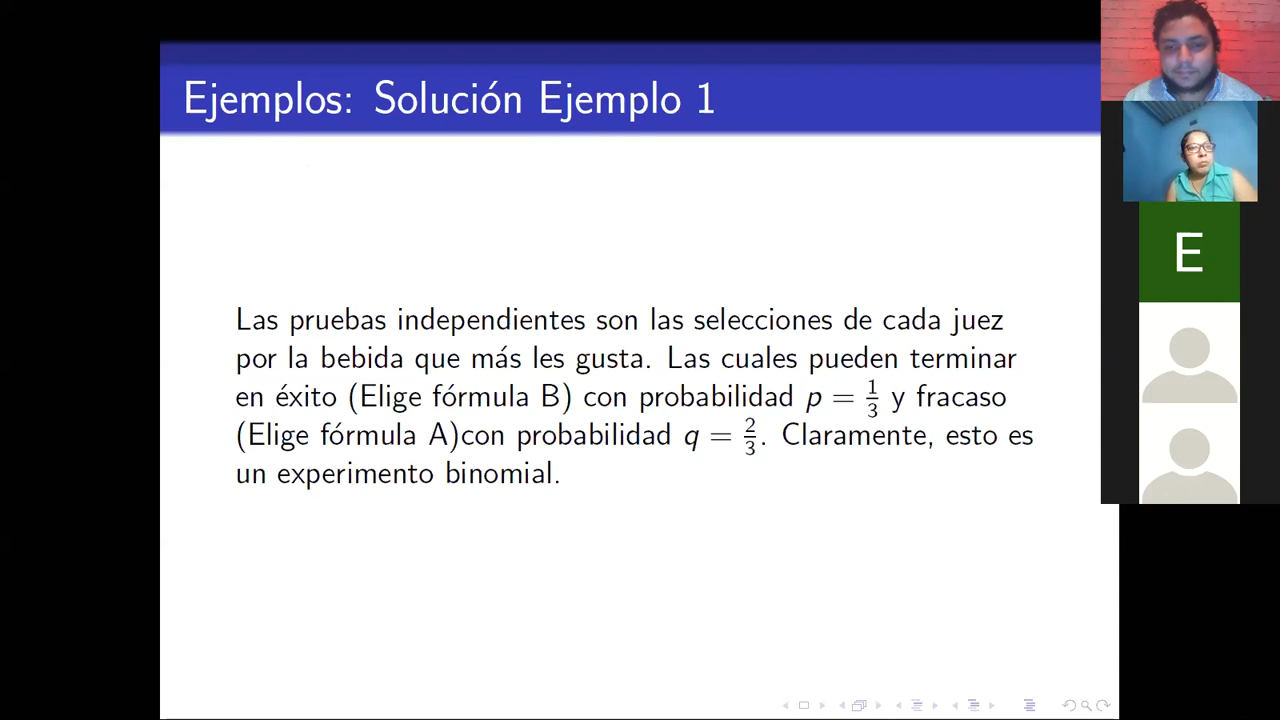 Ejemplos: Solución Ejemplo 1
Las pruebas independientes son las selecciones de cada juez
por la bebida que más les gusta. Las cuales pueden terminar
en éxito (Elige fórmula B) con probabilidad p = 1/3 y fracaso
(Elige fórmula A)con probabilidad q = 2/3. Claramente, esto es
un experimento binomial.
E